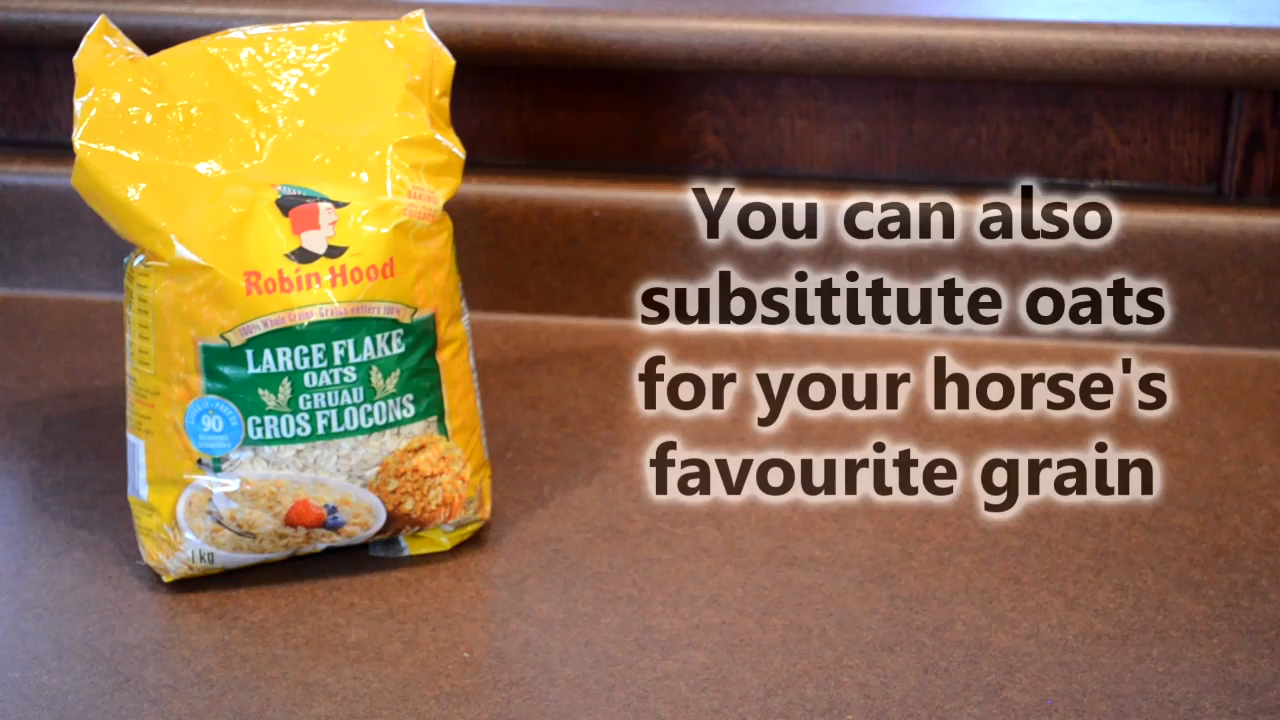 Robin Hood
100% Whole Grains · Grains entiers 100%
LARGE FLAKE
OATS
GRUAU
GROS FLOCONS
90
1 kg
You can also
subsititute oats
for your horse's
favourite grain